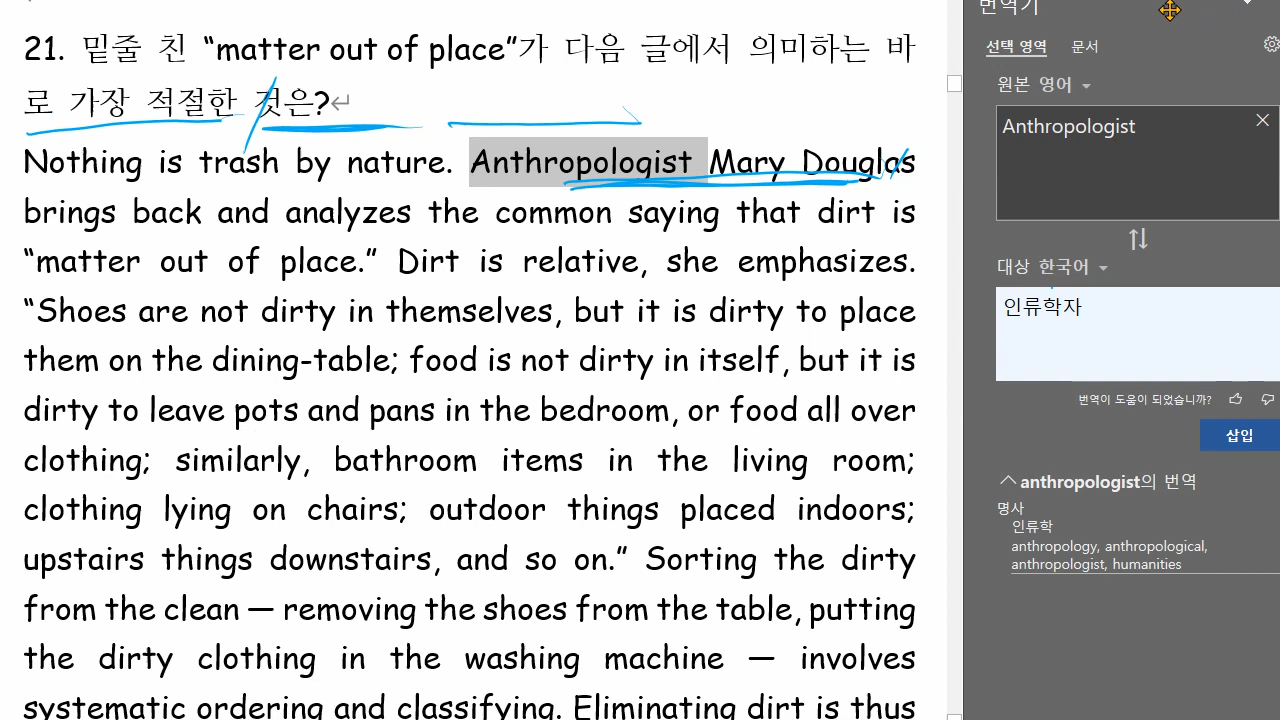 21. 밑줄 친 “matter out of place”가 다음 글에서 의미하는 바
로 가장 적절한 것은?↵
Nothing is trash by nature. Anthropologist Mary Douglas
brings back and analyzes the common saying that dirt is
“matter out of place.” Dirt is relative, she emphasizes.
“Shoes are not dirty in themselves, but it is dirty to place
them on the dining-table; food is not dirty in itself, but it is
dirty to leave pots and pans in the bedroom, or food all over
clothing; similarly, bathroom items in the living room;
clothing lying on chairs; outdoor things placed indoors;
upstairs things downstairs, and so on.” Sorting the dirty
from the clean — removing the shoes from the table, putting
the dirty clothing in the washing machine — involves
systematic ordering and classifying. Eliminating dirt is thus
번역기
선택 영역 문서
원본 영어
Anthropologist
대상 한국어
인류학자
번역이 도움이 되었습니까?
삽입
anthropologist의 번역
명사
인류학
anthropology, anthropological,
anthropologist, humanities